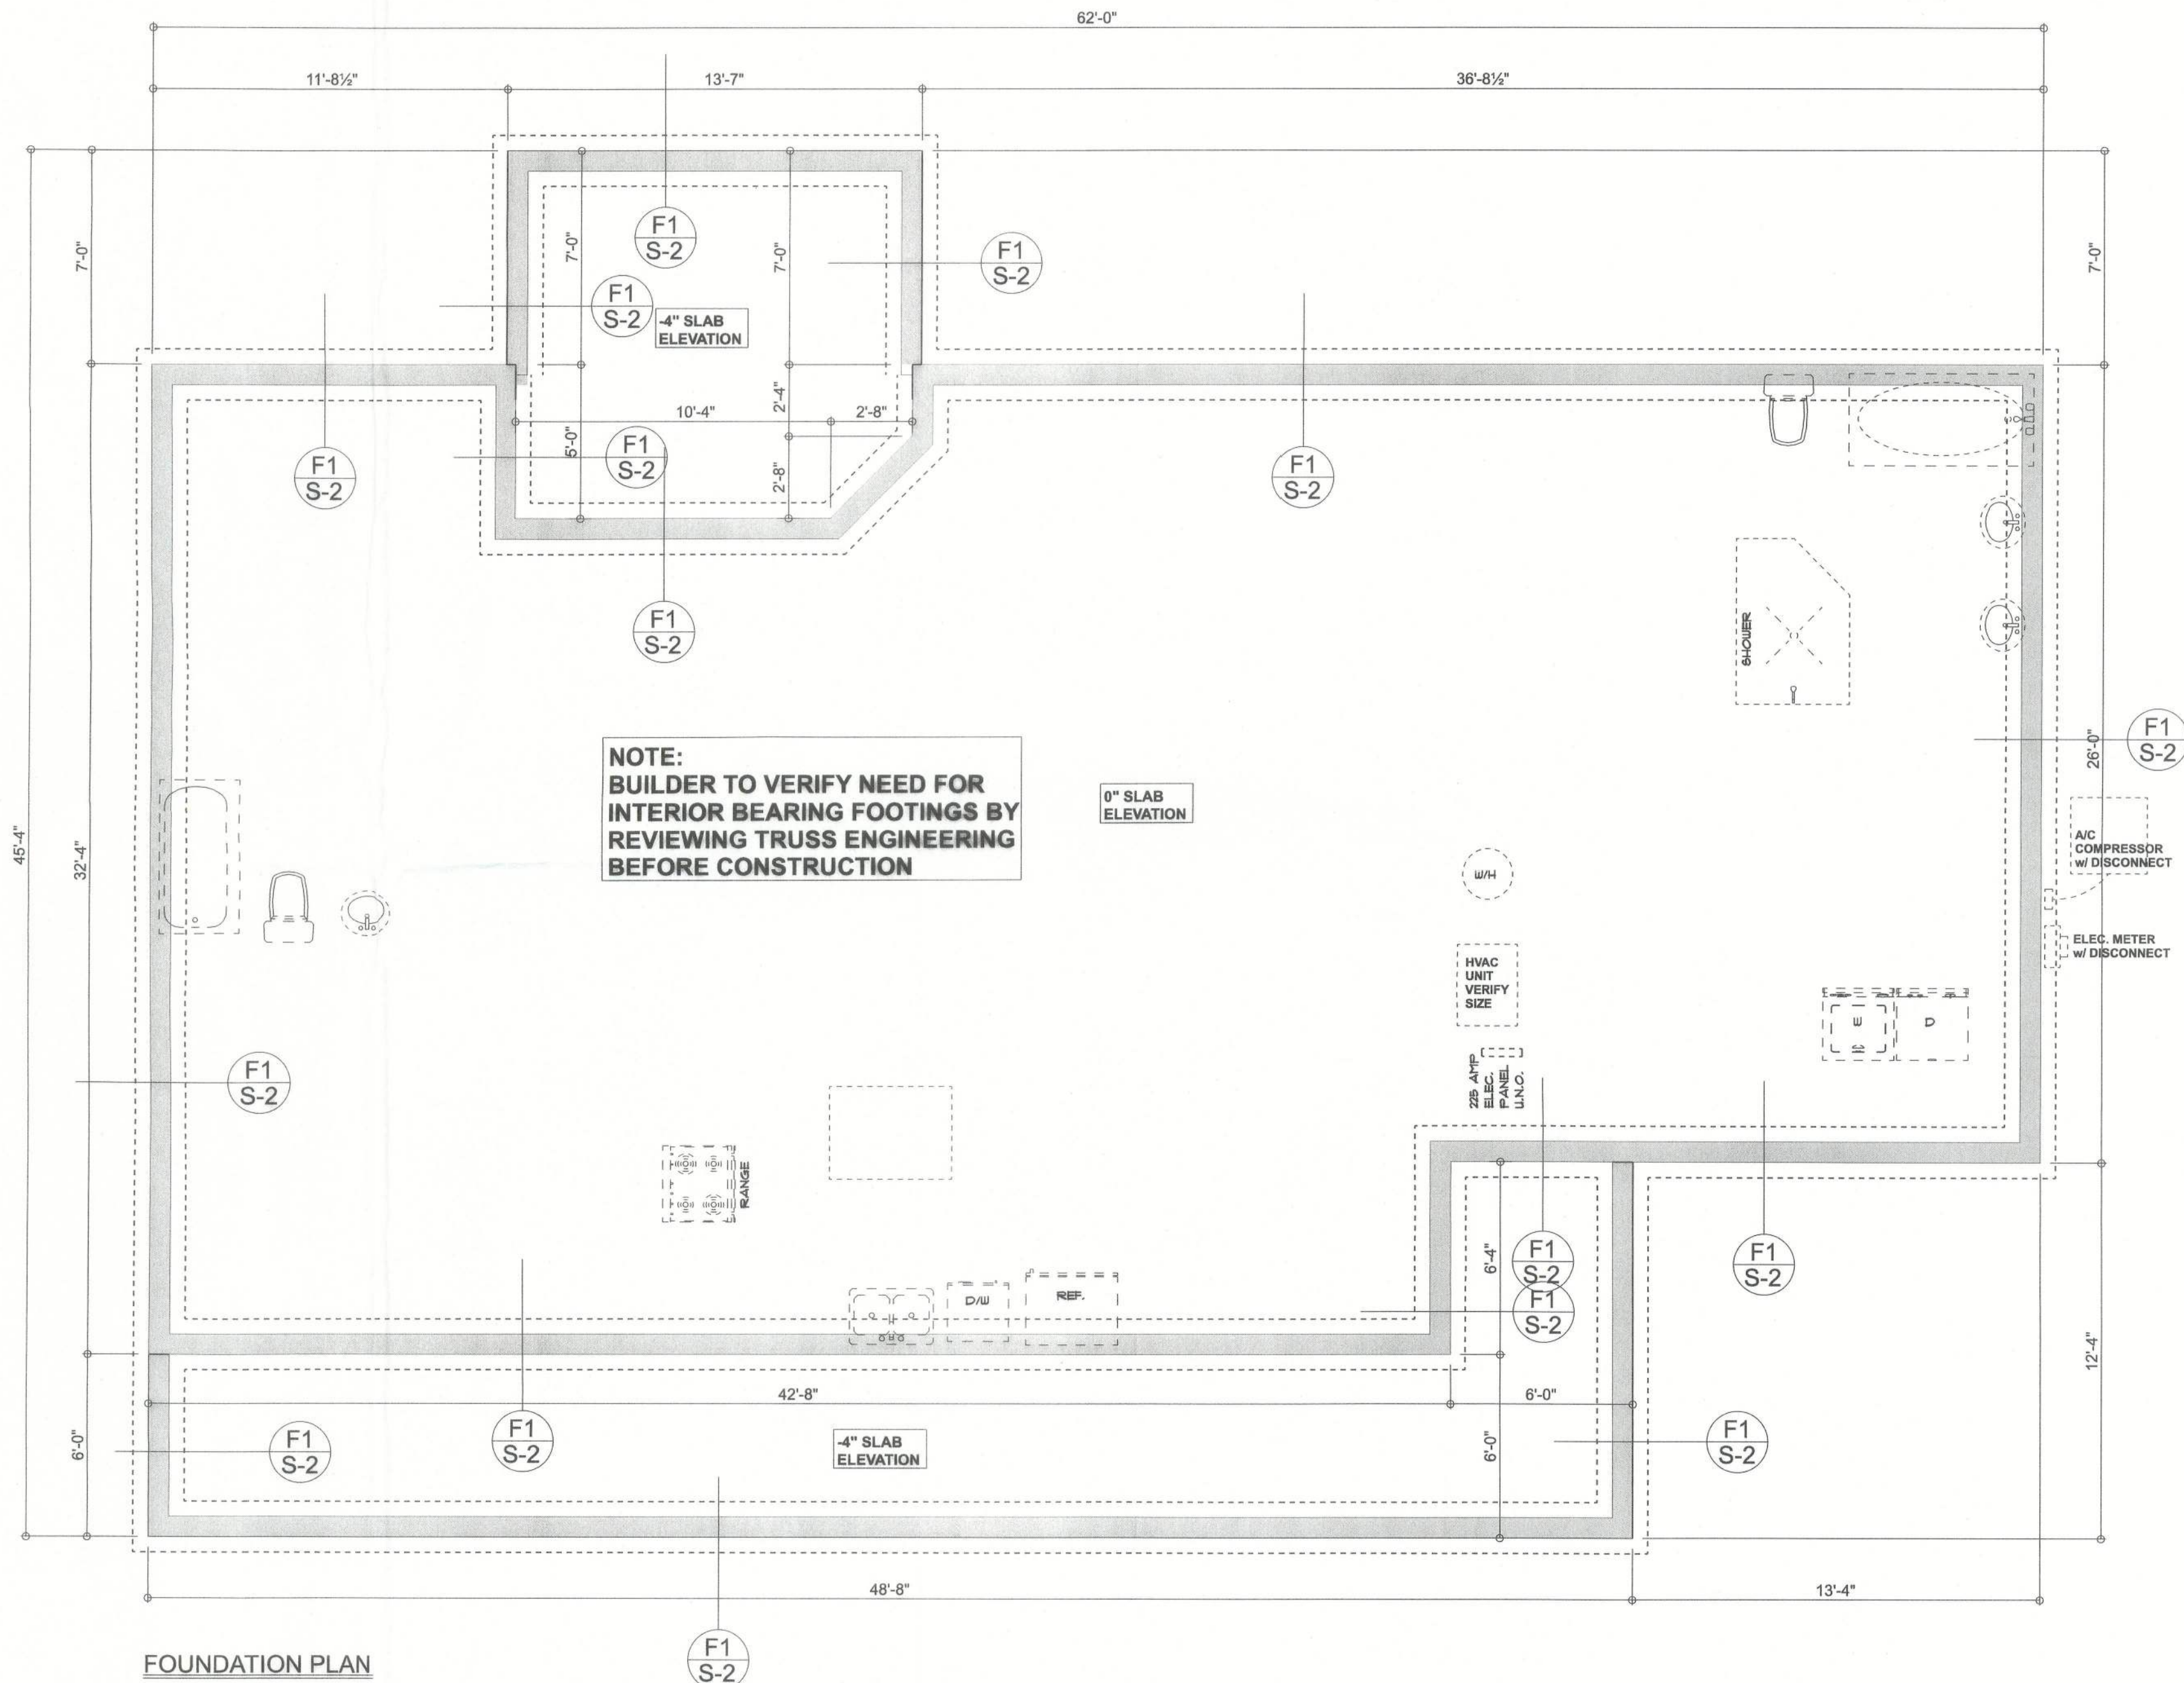 62'-0"
11'-8½"
13'-7"
36'-8½"
7'-0"
7'-0"
7'-0"
7'-0"
F1
S-2
F1
S-2
F1
S-2
-4" SLAB
ELEVATION
10'-4"
2'-4"
2'-8"
5'-0"
2'-8"
F1
S-2
F1
S-2
F1
S-2
F1
S-2
SHOWER
F1
S-2
26'-0"
NOTE:
BUILDER TO VERIFY NEED FOR
INTERIOR BEARING FOOTINGS BY
REVIEWING TRUSS ENGINEERING
BEFORE CONSTRUCTION
0" SLAB
ELEVATION
45'-4"
32'-4"
A/C
COMPRESSOR
w/ DISCONNECT
W/H
ELEC. METER
w/ DISCONNECT
HVAC
UNIT
VERIFY
SIZE
W
D
225 AMP
ELEC.
PANEL
U.N.O.
F1
S-2
RANGE
F1
S-2
F1
S-2
F1
S-2
6'-4"
D/W
REF.
12'-4"
42'-8"
6'-0"
6'-0"
6'-0"
F1
S-2
F1
S-2
-4" SLAB
ELEVATION
F1
S-2
48'-8"
13'-4"
F1
S-2
FOUNDATION PLAN